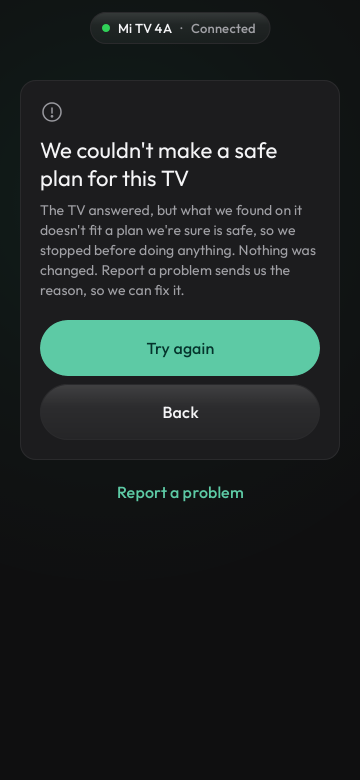 Mi TV 4A · Connected
We couldn't make a safe
plan for this TV
The TV answered, but what we found on it
doesn't fit a plan we're sure is safe, so we
stopped before doing anything. Nothing was
changed. Report a problem sends us the
reason, so we can fix it.
Try again
Back
Report a problem